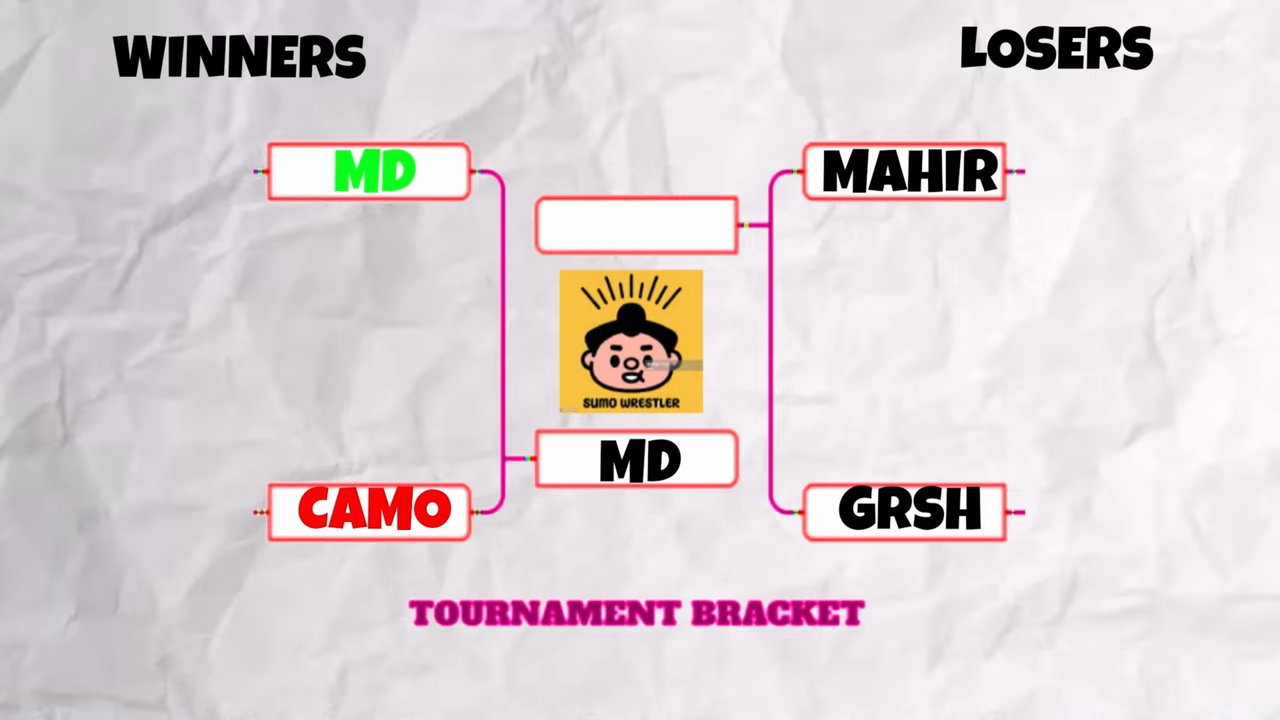 WINNERS
LOSERS
MD
MAHIR
SUMO WRESTLER
MD
CAMO
GRSH
TOURNAMENT BRACKET